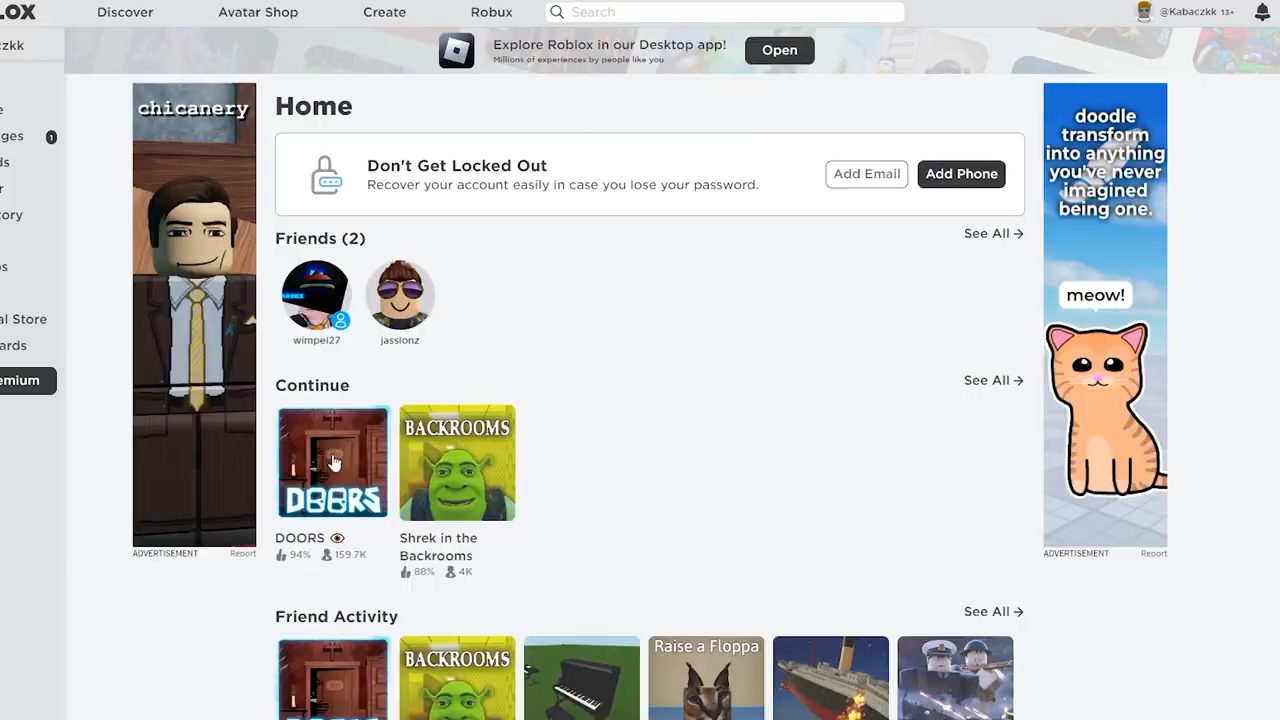 LOX
Discover
Avatar Shop
Create
Robux
Search
@Kabaczkk 13+
zkk
Explore Roblox in our Desktop app!
Millions of experiences by people like you
Open
e
ges 1
ds
r
tory
s
al Store
ards
emium
chicanery
ADVERTISEMENT
Report
Home
Don't Get Locked Out
Recover your account easily in case you lose your password.
Add Email
Add Phone
Friends (2)
See All →
wimpel27
jasslonz
Continue
See All →
DOORS
BACKROOMS
DOORS
94% 159.7K
Shrek in the
Backrooms
88% 4K
Friend Activity
See All →
BACKROOMS
Raise a Floppa
doodle
transform
into anything
you've never
imagined
being one.
meow!
ADVERTISEMENT
Report